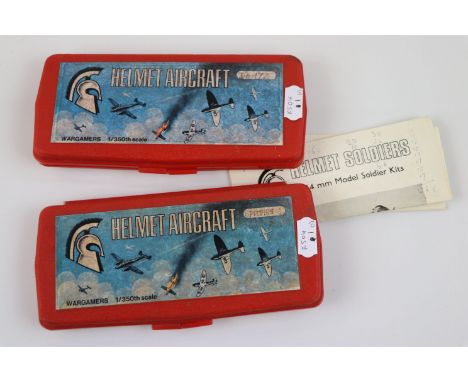 HELMET AIRCRAFT
WARGAMERS 1/350th scale
HELMET SOLDIERS
4 mm Model Soldier Kits
HELMET AIRCRAFT
WARGAMERS 1/350th scale